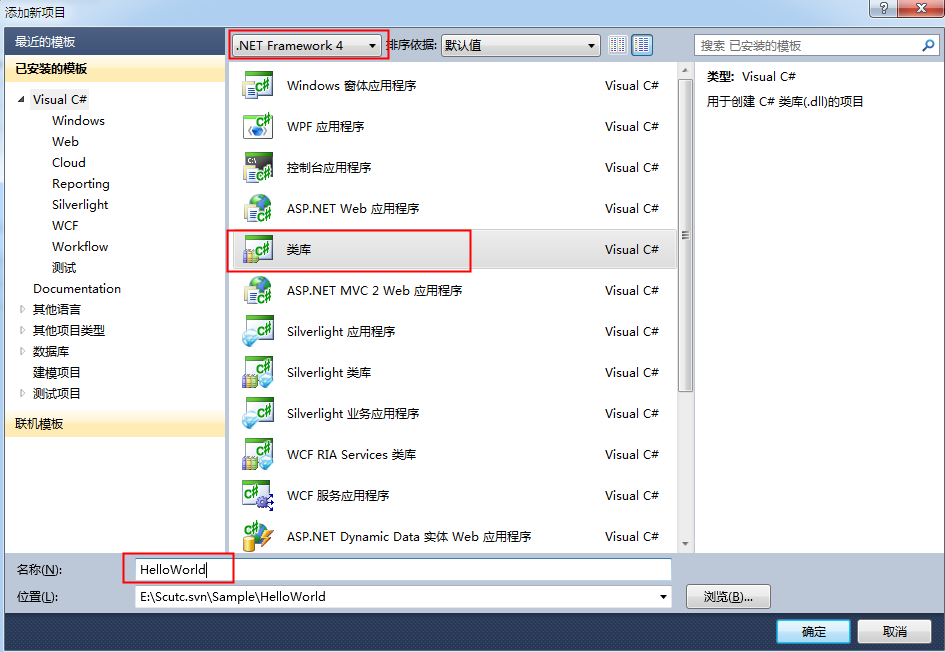 添加新项目
最近的模板
.NET Framework 4
排序依据:
默认值
搜索 已安装的模板
已安装的模板
Visual C#
Windows
Web
Cloud
Reporting
Silverlight
WCF
Workflow
测试
Documentation
其他语言
其他项目类型
数据库
建模项目
测试项目
联机模板
Windows 窗体应用程序 Visual C#
WPF 应用程序 Visual C#
控制台应用程序 Visual C#
ASP.NET Web 应用程序 Visual C#
类库 Visual C#
ASP.NET MVC 2 Web 应用程序 Visual C#
Silverlight 应用程序 Visual C#
Silverlight 类库 Visual C#
Silverlight 业务应用程序 Visual C#
WCF RIA Services 类库 Visual C#
WCF 服务应用程序 Visual C#
ASP.NET Dynamic Data 实体 Web 应用程序 Visual C#
类型: Visual C#
用于创建 C# 类库(.dll)的项目
名称(N): HelloWorld
位置(L): E:\Scutc.svn\Sample\HelloWorld
浏览(B)...
确定
取消